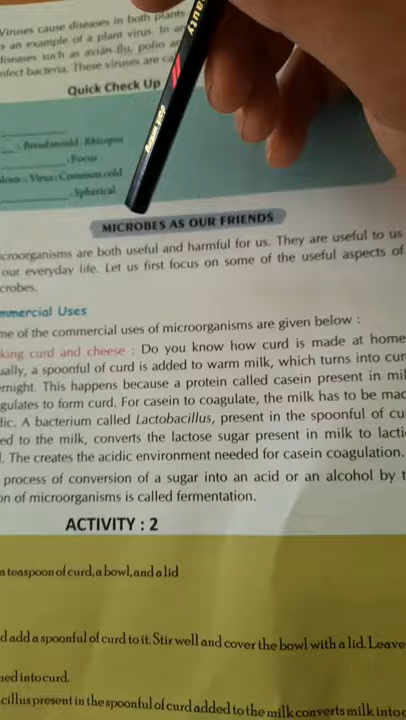 Viruses cause diseases in both plants
s an example of a plant virus. In
diseases such as avian flu, polio
nfect bacteria. These viruses are
Quick Check Up
: Bread mould : Rhizopus
: Focus
: Virus : Common cold
: Spherical
MICROBES AS OUR FRIENDS
icroorganisms are both useful and harmful for us. They are useful to us
our everyday life. Let us first focus on some of the useful aspects of
crobes.
mmercial Uses
me of the commercial uses of microorganisms are given below :
king curd and cheese : Do you know how curd is made at home
ually, a spoonful of curd is added to warm milk, which turns into cur
ernight. This happens because a protein called casein present in mil
gulates to form curd. For casein to coagulate, the milk has to be mad
dic. A bacterium called Lactobacillus, present in the spoonful of cu
ed to the milk, converts the lactose sugar present in milk to lacti
. The creates the acidic environment needed for casein coagulation.
process of conversion of a sugar into an acid or an alcohol by t
on of microorganisms is called fermentation.
ACTIVITY : 2
a teaspoon of curd, a bowl, and a lid
d add a spoonful of curd to it. Stir well and cover the bowl with a lid. Leave
ned into curd.
cillus present in the spoonful of curd added to the milk converts milk into